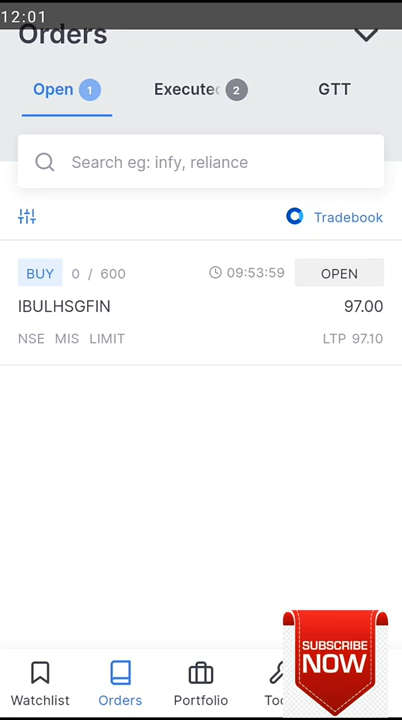 12:01
Orders
Open 1 Execute 2 GTT
Search eg: infy, reliance
Tradebook
BUY 0 / 600 09:53:59 OPEN
IBULHSGFIN 97.00
NSE MIS LIMIT LTP 97.10
SUBSCRIBE
NOW
Watchlist Orders Portfolio